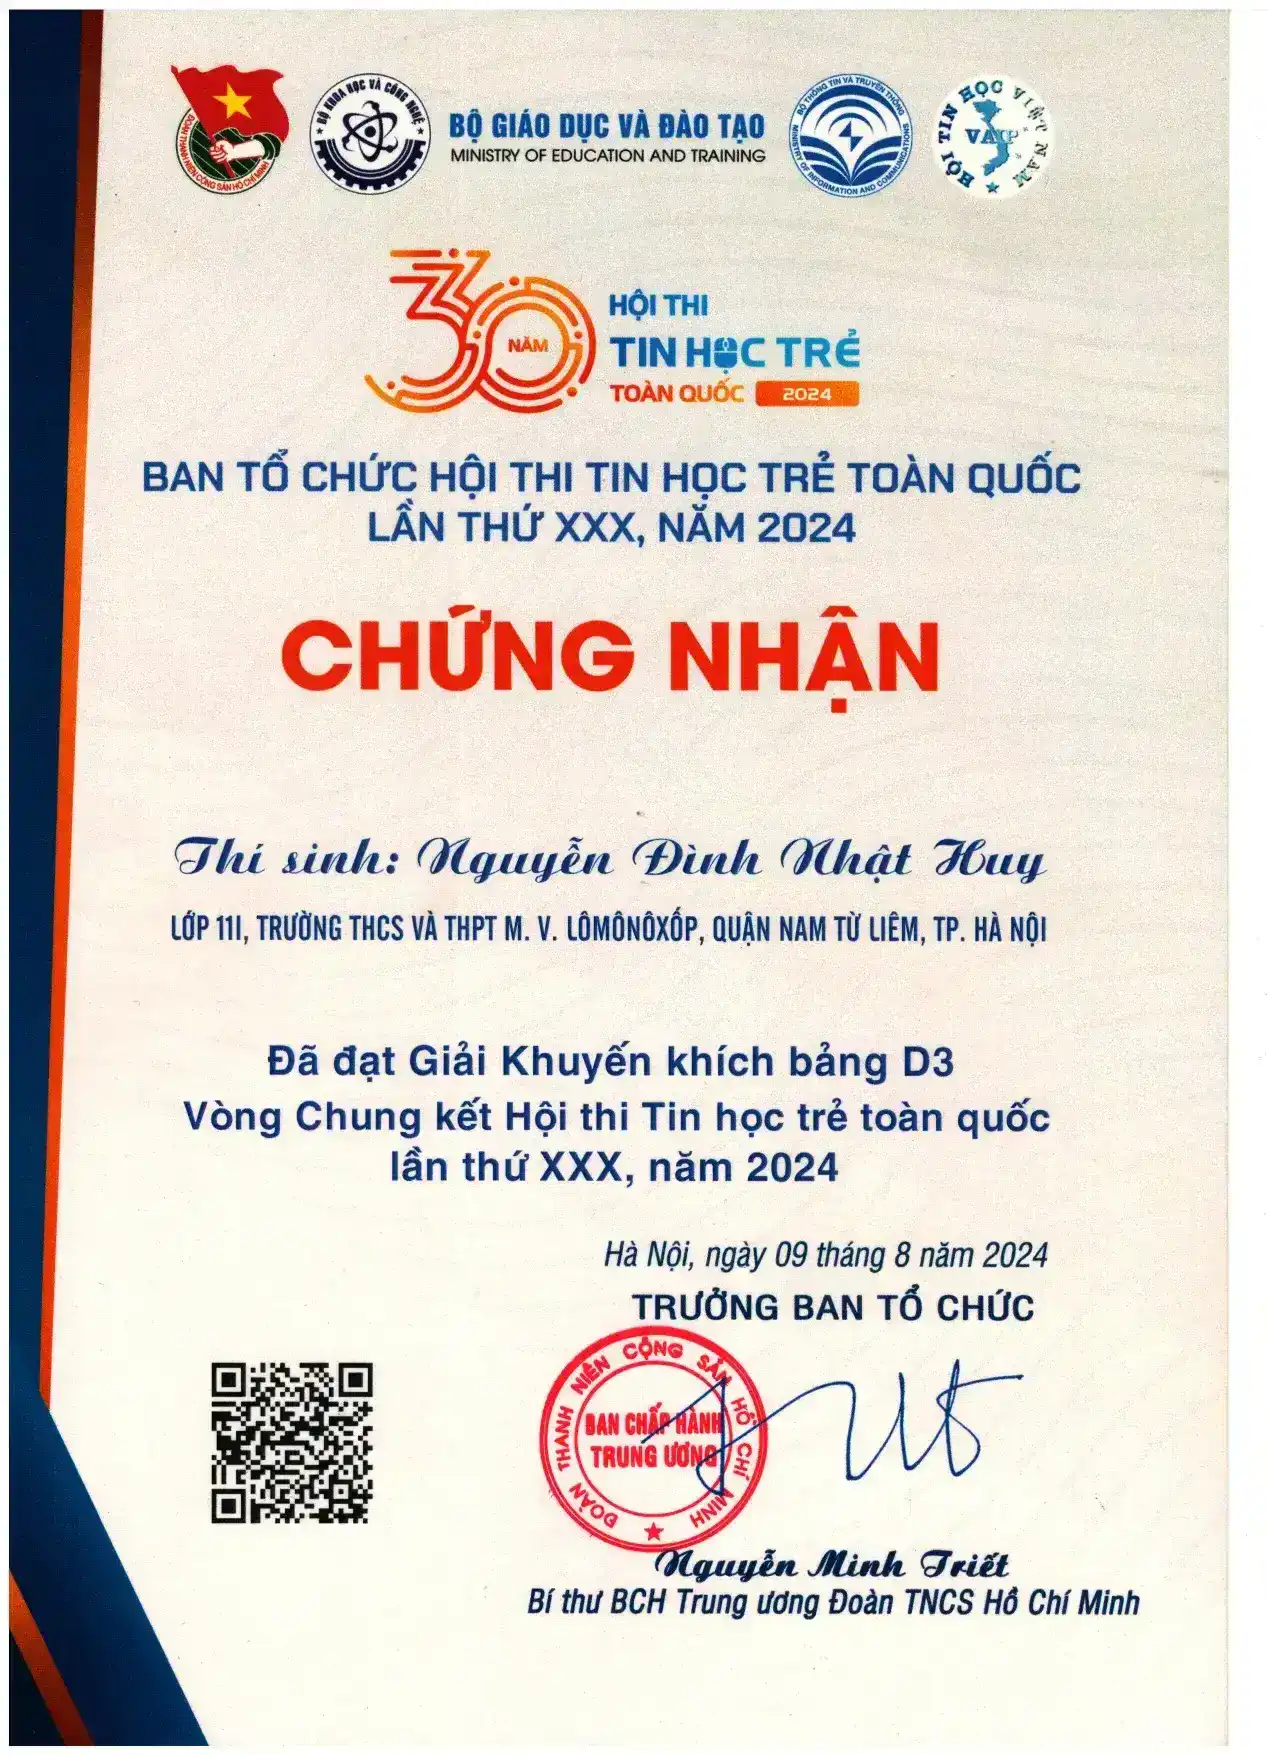 ĐOÀN THANH NIÊN CỘNG SẢN HỒ CHÍ MINH
BỘ KHOA HỌC VÀ CÔNG NGHỆ
BỘ GIÁO DỤC VÀ ĐÀO TẠO
MINISTRY OF EDUCATION AND TRAINING
BỘ THÔNG TIN VÀ TRUYỀN THÔNG
MINISTRY OF INFORMATION AND COMMUNICATIONS
HỘI TIN HỌC VIỆT NAM
30
NĂM
HỘI THI
TIN HỌC TRẺ
TOÀN QUỐC 2024
BAN TỔ CHỨC HỘI THI TIN HỌC TRẺ TOÀN QUỐC
LẦN THỨ XXX, NĂM 2024
CHỨNG NHẬN
Thí sinh: Nguyễn Đình Nhật Huy
LỚP 11I, TRƯỜNG THCS VÀ THPT M. V. LÔMÔNÔXỐP, QUẬN NAM TỪ LIÊM, TP. HÀ NỘI
Đã đạt Giải Khuyến khích bảng D3
Vòng Chung kết Hội thi Tin học trẻ toàn quốc
lần thứ XXX, năm 2024
Hà Nội, ngày 09 tháng 8 năm 2024
TRƯỞNG BAN TỔ CHỨC
ĐOÀN THANH NIÊN CỘNG SẢN HỒ CHÍ MINH
BAN CHẤP HÀNH
TRUNG ƯƠNG
Nguyễn Minh Triết
Bí thư BCH Trung ương Đoàn TNCS Hồ Chí Minh